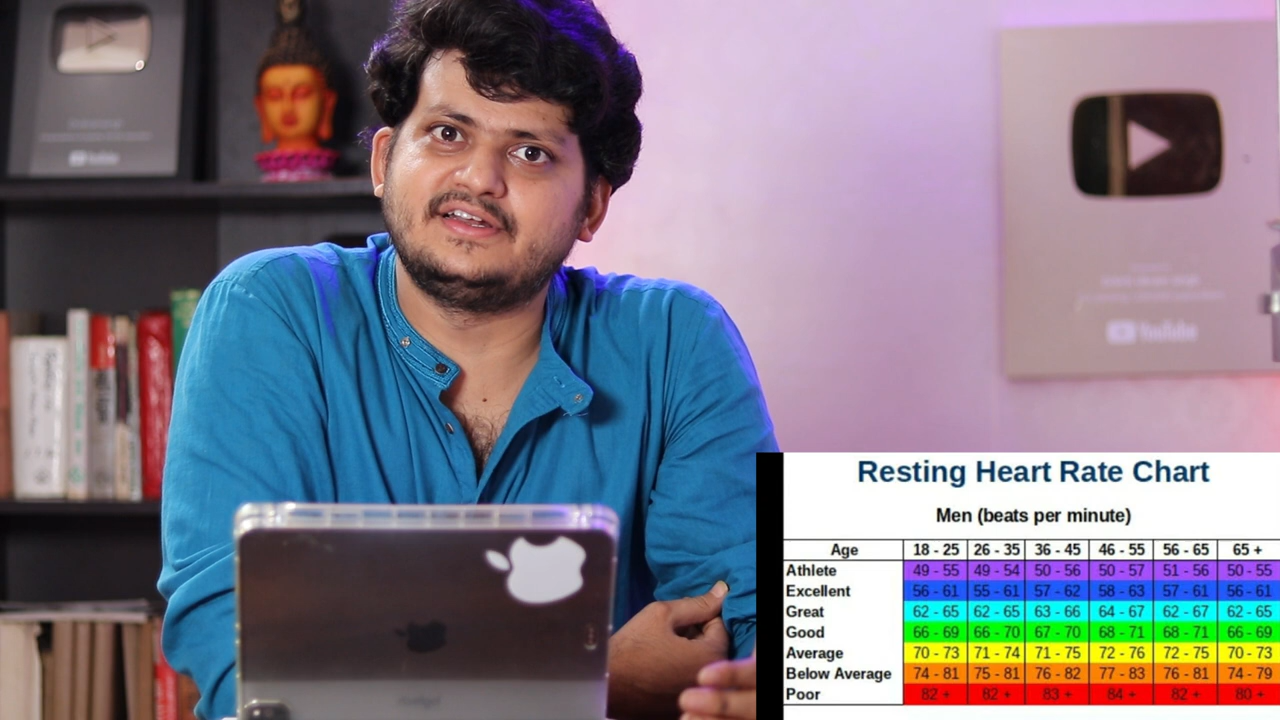 YouTube
YouTube
Resting Heart Rate Chart
Men (beats per minute)
Age 18 - 25 26 - 35 36 - 45 46 - 55 56 - 65 65 +
Athlete 49 - 55 49 - 54 50 - 56 50 - 57 51 - 56 50 - 55
Excellent 56 - 61 55 - 61 57 - 62 58 - 63 57 - 61 56 - 61
Great 62 - 65 62 - 65 63 - 66 64 - 67 62 - 67 62 - 65
Good 66 - 69 66 - 70 67 - 70 68 - 71 68 - 71 66 - 69
Average 70 - 73 71 - 74 71 - 75 72 - 76 72 - 75 70 - 73
Below Average 74 - 81 75 - 81 76 - 82 77 - 83 76 - 81 74 - 79
Poor 82 + 82 + 83 + 84 + 82 + 80 +